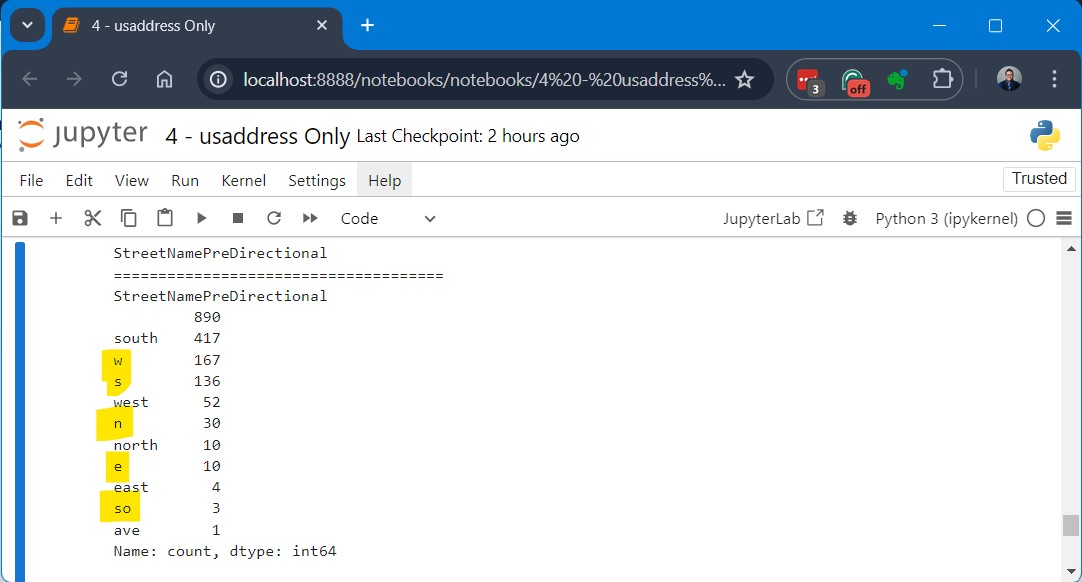 4 - usaddress Only
localhost:8888/notebooks/notebooks/4%20-%20usaddress%...
3
off
jupyter 4 - usaddress Only Last Checkpoint: 2 hours ago
File Edit View Run Kernel Settings Help Trusted
Code JupyterLab Python 3 (ipykernel)
StreetNamePreDirectional
=====================================
StreetNamePreDirectional
890
south 417
w 167
s 136
west 52
n 30
north 10
e 10
east 4
so 3
ave 1
Name: count, dtype: int64